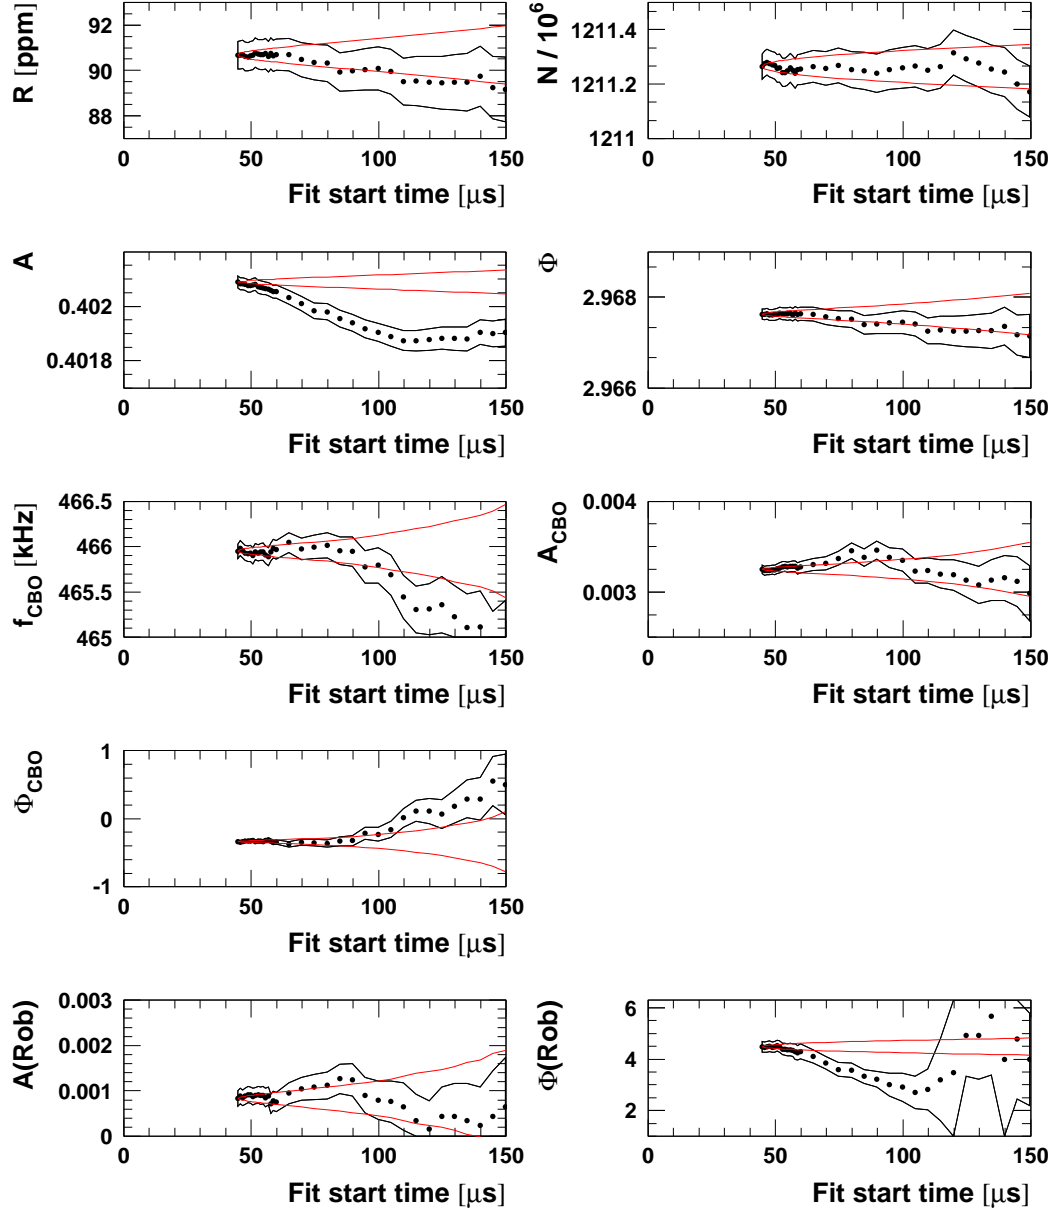 R [ppm]
92
90
88
0 50 100 150
Fit start time [μs]
N / 10⁶
1211.4
1211.2
1211
0 50 100 150
Fit start time [μs]
A
0.402
0.4018
0 50 100 150
Fit start time [μs]
Φ
2.968
2.966
0 50 100 150
Fit start time [μs]
f_CBO [kHz]
466.5
466
465.5
465
0 50 100 150
Fit start time [μs]
A_CBO
0.004
0.003
0 50 100 150
Fit start time [μs]
Φ_CBO
1
0
-1
0 50 100 150
Fit start time [μs]
A(Rob)
0.003
0.002
0.001
0
0 50 100 150
Fit start time [μs]
Φ(Rob)
6
4
2
0 50 100 150
Fit start time [μs]